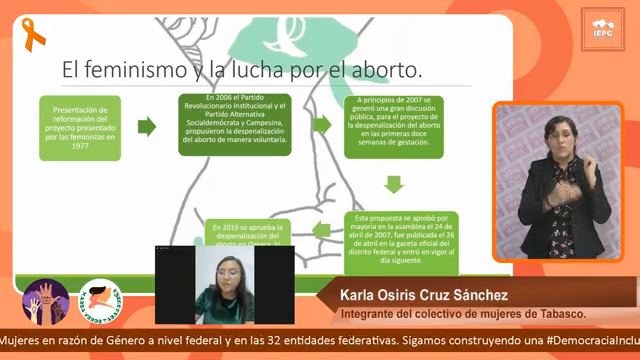 IEPC
El feminismo y la lucha por el aborto.
Presentación de
reformación del
proyecto presentado
por las feministas en
1977
En 2006 el Partido
Revolucionario Institucional y el
Partido Alternativa
Socialdemócrata y Campesina,
propusieron la despenalización
del aborto de manera voluntaria.
A principios de 2007 se
generó una gran discusión
pública, para el proyecto de
la despenalización del aborto
en las primeras doce
semanas de gestación.
Esta propuesta se aprobó por
mayoría en la asamblea el 24 de
abril de 2007, fue publicada el 26
de abril en la gaceta oficial del
distrito federal y entró en vigor al
día siguiente.
En 2019 se aprueba la
despenalización del
aborto en Oaxaca, lo
Karla Osiris Cruz Sánchez
Integrante del colectivo de mujeres de Tabasco.
Mujeres en razón de Género a nivel federal y en las 32 entidades federativas. Sigamos construyendo una #DemocraciaInclu